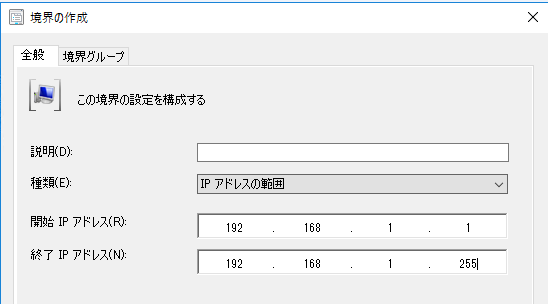 境界の作成
全般 境界グループ
この境界の設定を構成する
説明(D):
種類(E): IP アドレスの範囲
開始 IP アドレス(R): 192 . 168 . 1 . 1
終了 IP アドレス(N): 192 . 168 . 1 . 255